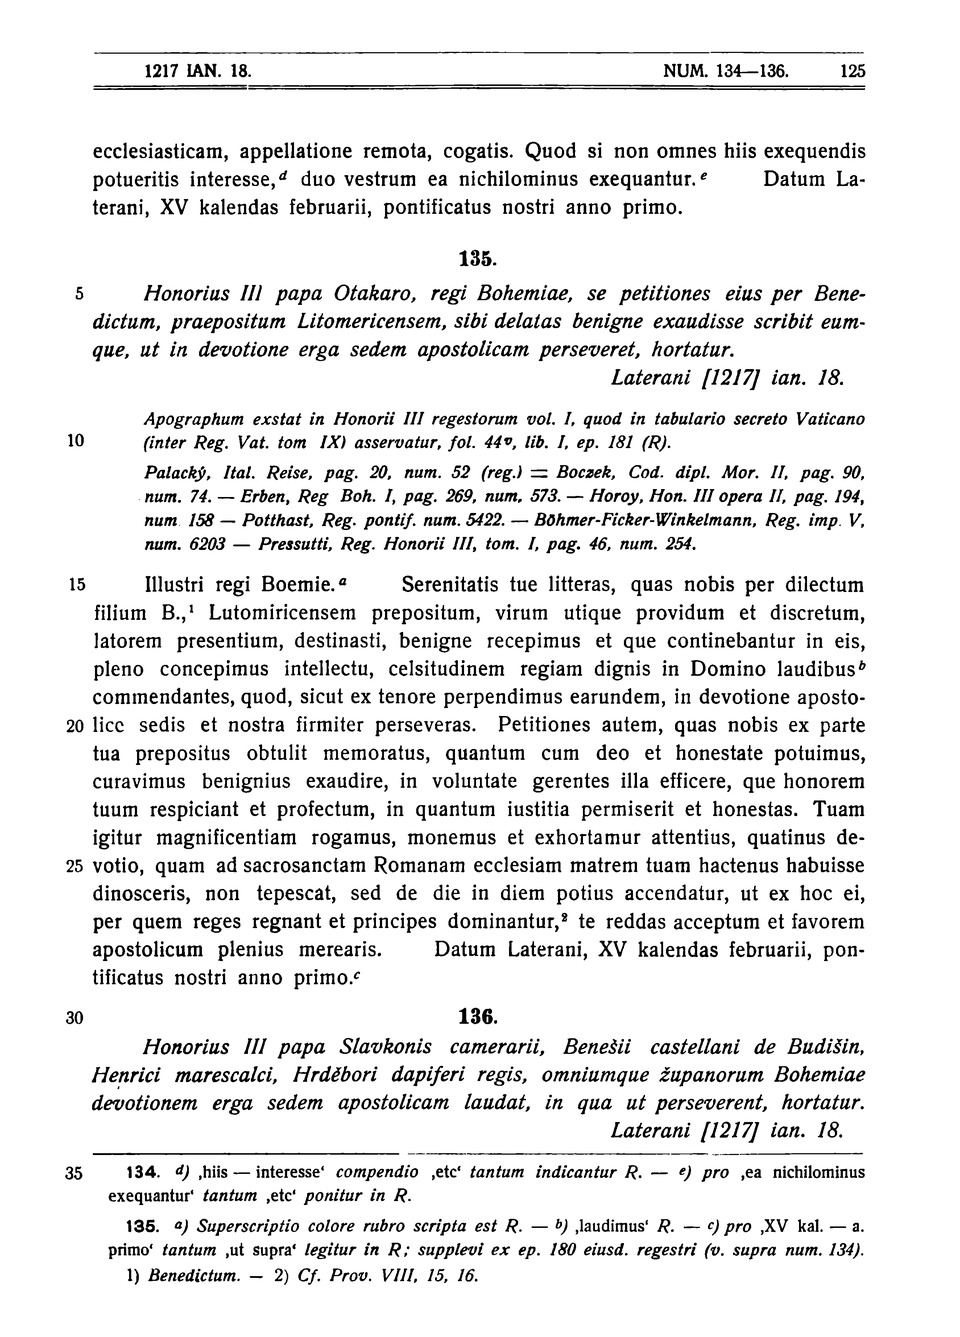 1217 IAN. 18. NUM. 134—136. 125
ecclesiasticam, appellatione remota, cogatis. Quod si non omnes hiis exequendis
potueritis interesse,ᵈ duo vestrum ea nichilominus exequantur.ᵉ Datum La-
terani, XV kalendas februarii, pontificatus nostri anno primo.
135.
5 Honorius III papa Otakaro, regi Bohemiae, se petitiones eius per Bene-
dictum, praepositum Litomericensem, sibi delatas benigne exaudisse scribit eum-
que, ut in devotione erga sedem apostolicam perseveret, hortatur.
Laterani [1217] ian. 18.
Apographum exstat in Honorii III regestorum vol. I, quod in tabulario secreto Vaticano
10 (inter Reg. Vat. tom IX) asservatur, fol. 44ᵛ, lib. I, ep. 181 (R).
Palacký, Ital. Reise, pag. 20, num. 52 (reg.) = Boczek, Cod. dipl. Mor. II, pag. 90,
num. 74. — Erben, Reg Boh. I, pag. 269, num. 573. — Horoy, Hon. III opera II, pag. 194,
num 158 — Potthast, Reg. pontif. num. 5422. — Böhmer-Ficker-Winkelmann, Reg. imp. V,
num. 6203 — Pressutti, Reg. Honorii III, tom. I, pag. 46, num. 254.
15 Illustri regi Boemie.ᵃ Serenitatis tue litteras, quas nobis per dilectum
filium B.,¹ Lutomiricensem prepositum, virum utique providum et discretum,
latorem presentium, destinasti, benigne recepimus et que continebantur in eis,
pleno concepimus intellectu, celsitudinem regiam dignis in Domino laudibusᵇ
commendantes, quod, sicut ex tenore perpendimus earundem, in devotione aposto-
20 lice sedis et nostra firmiter perseveras. Petitiones autem, quas nobis ex parte
tua prepositus obtulit memoratus, quantum cum deo et honestate potuimus,
curavimus benignius exaudire, in voluntate gerentes illa efficere, que honorem
tuum respiciant et profectum, in quantum iustitia permiserit et honestas. Tuam
igitur magnificentiam rogamus, monemus et exhortamur attentius, quatinus de-
25 votio, quam ad sacrosanctam Romanam ecclesiam matrem tuam hactenus habuisse
dinosceris, non tepescat, sed de die in diem potius accendatur, ut ex hoc ei,
per quem reges regnant et principes dominantur,² te reddas acceptum et favorem
apostolicum plenius merearis. Datum Laterani, XV kalendas februarii, pon-
tificatus nostri anno primo.ᶜ
30 136.
Honorius III papa Slavkonis camerarii, Benešii castellani de Budišin,
Henrici marescalci, Hrděbori dapiferi regis, omniumque županorum Bohemiae
devotionem erga sedem apostolicam laudat, in qua ut perseverent, hortatur.
Laterani [1217] ian. 18.
35 134. ᵈ) ‚hiis — interesse‘ compendio ‚etc‘ tantum indicantur R. — ᵉ) pro ‚ea nichilominus
exequantur‘ tantum ‚etc‘ ponitur in R.
135. ᵃ) Superscriptio colore rubro scripta est R. — ᵇ) ‚laudimus‘ R. — ᶜ) pro ‚XV kal. — a.
primo‘ tantum ‚ut supra‘ legitur in R; supplevi ex ep. 180 eiusd. regestri (v. supra num. 134).
1) Benedictum. — 2) Cf. Prov. VIII, 15, 16.